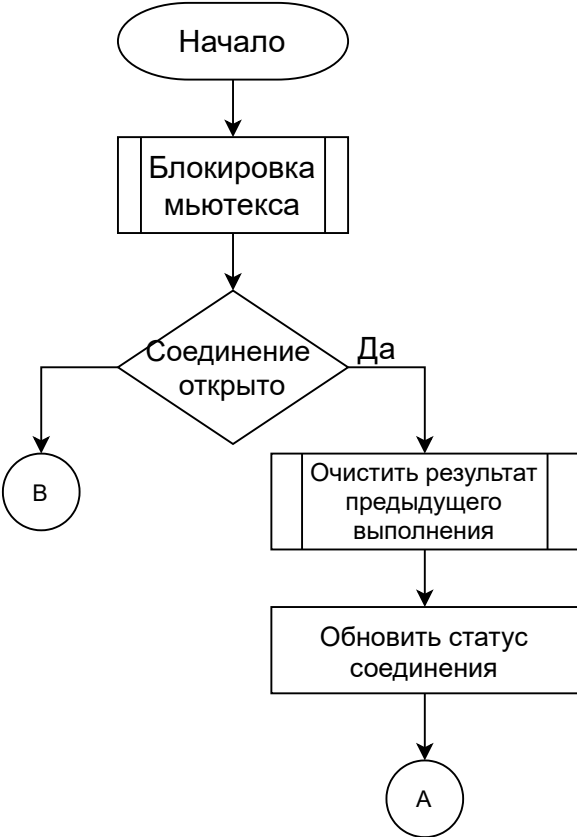 Начало
Блокировка
мьютекса
Соединение
открыто
Да
В
Очистить результат
предыдущего
выполнения
Обновить статус
соединения
А